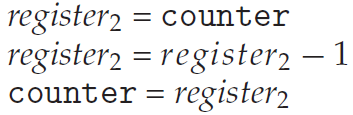 register₂ = counter
register₂ = register₂ − 1
counter = register₂